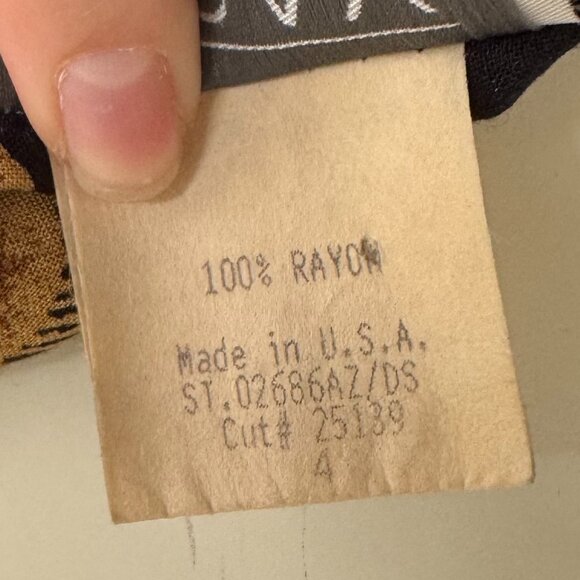 100% RAYON
Made in U.S.A.
ST.02686AZ/DS
Cut# 25139
4